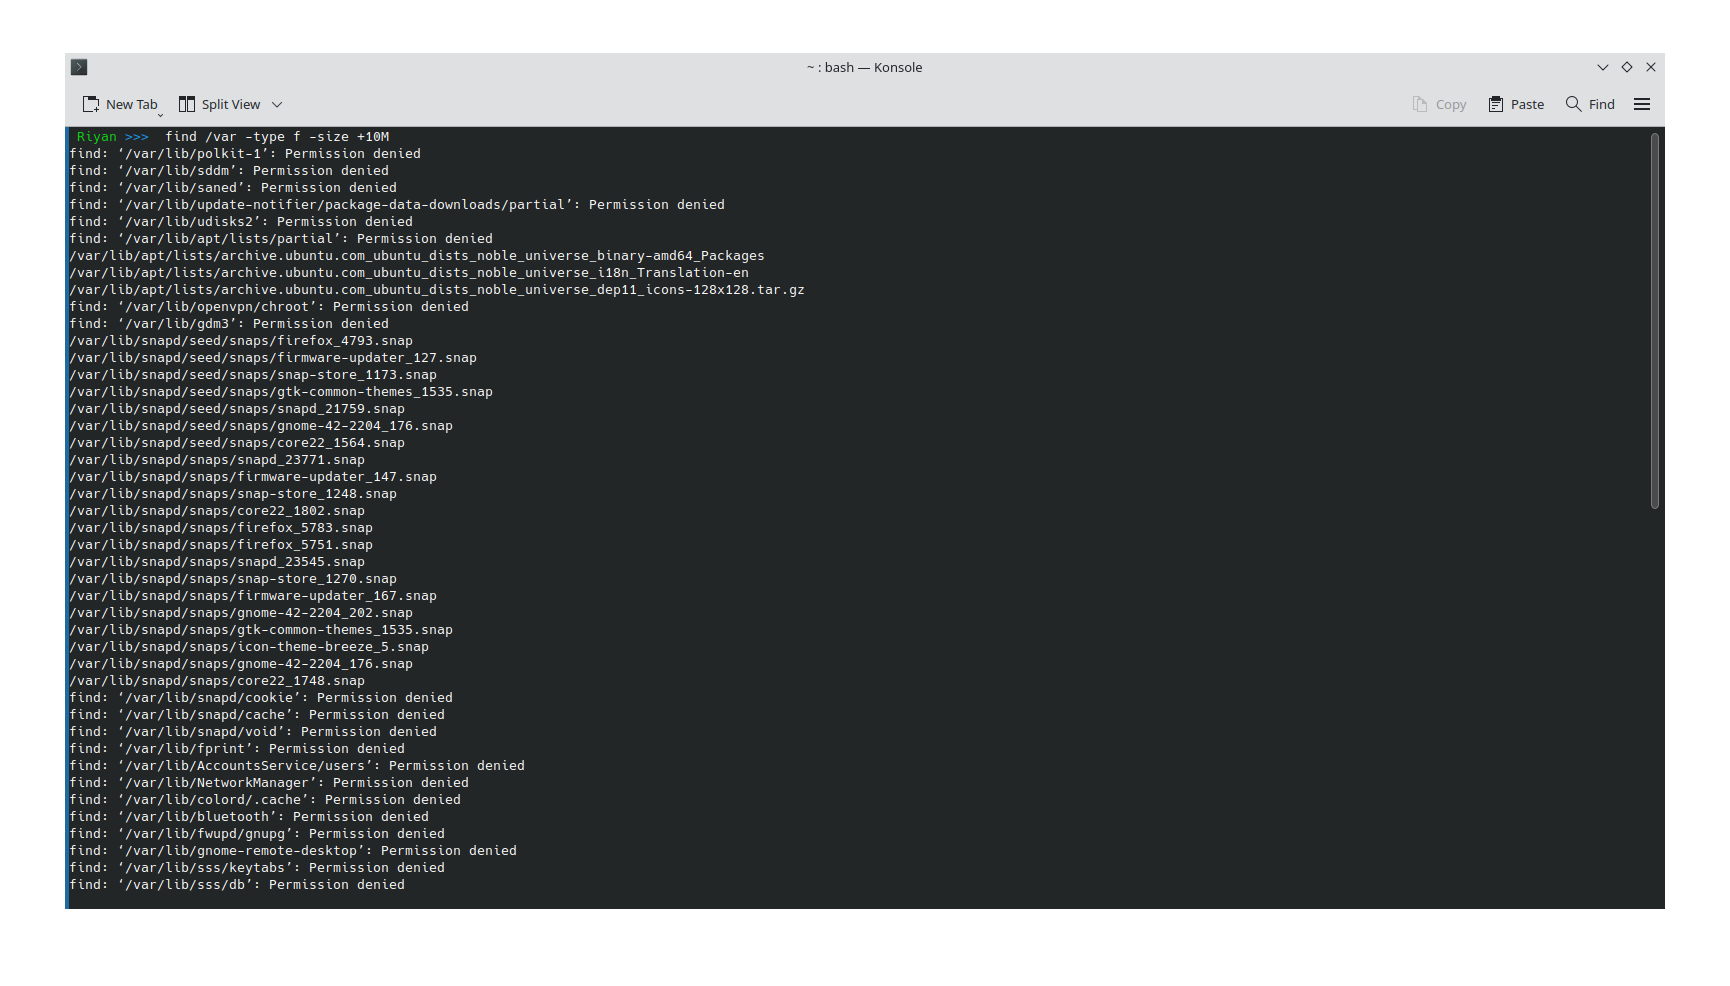 ~ : bash — Konsole
New Tab Split View Copy Paste Find
Riyan >>> find /var -type f -size +10M
find: ‘/var/lib/polkit-1’: Permission denied
find: ‘/var/lib/sddm’: Permission denied
find: ‘/var/lib/saned’: Permission denied
find: ‘/var/lib/update-notifier/package-data-downloads/partial’: Permission denied
find: ‘/var/lib/udisks2’: Permission denied
find: ‘/var/lib/apt/lists/partial’: Permission denied
/var/lib/apt/lists/archive.ubuntu.com_ubuntu_dists_noble_universe_binary-amd64_Packages
/var/lib/apt/lists/archive.ubuntu.com_ubuntu_dists_noble_universe_i18n_Translation-en
/var/lib/apt/lists/archive.ubuntu.com_ubuntu_dists_noble_universe_dep11_icons-128x128.tar.gz
find: ‘/var/lib/openvpn/chroot’: Permission denied
find: ‘/var/lib/gdm3’: Permission denied
/var/lib/snapd/seed/snaps/firefox_4793.snap
/var/lib/snapd/seed/snaps/firmware-updater_127.snap
/var/lib/snapd/seed/snaps/snap-store_1173.snap
/var/lib/snapd/seed/snaps/gtk-common-themes_1535.snap
/var/lib/snapd/seed/snaps/snapd_21759.snap
/var/lib/snapd/seed/snaps/gnome-42-2204_176.snap
/var/lib/snapd/seed/snaps/core22_1564.snap
/var/lib/snapd/snaps/snapd_23771.snap
/var/lib/snapd/snaps/firmware-updater_147.snap
/var/lib/snapd/snaps/snap-store_1248.snap
/var/lib/snapd/snaps/core22_1802.snap
/var/lib/snapd/snaps/firefox_5783.snap
/var/lib/snapd/snaps/firefox_5751.snap
/var/lib/snapd/snaps/snapd_23545.snap
/var/lib/snapd/snaps/snap-store_1270.snap
/var/lib/snapd/snaps/firmware-updater_167.snap
/var/lib/snapd/snaps/gnome-42-2204_202.snap
/var/lib/snapd/snaps/gtk-common-themes_1535.snap
/var/lib/snapd/snaps/icon-theme-breeze_5.snap
/var/lib/snapd/snaps/gnome-42-2204_176.snap
/var/lib/snapd/snaps/core22_1748.snap
find: ‘/var/lib/snapd/cookie’: Permission denied
find: ‘/var/lib/snapd/cache’: Permission denied
find: ‘/var/lib/snapd/void’: Permission denied
find: ‘/var/lib/fprint’: Permission denied
find: ‘/var/lib/AccountsService/users’: Permission denied
find: ‘/var/lib/NetworkManager’: Permission denied
find: ‘/var/lib/colord/.cache’: Permission denied
find: ‘/var/lib/bluetooth’: Permission denied
find: ‘/var/lib/fwupd/gnupg’: Permission denied
find: ‘/var/lib/gnome-remote-desktop’: Permission denied
find: ‘/var/lib/sss/keytabs’: Permission denied
find: ‘/var/lib/sss/db’: Permission denied